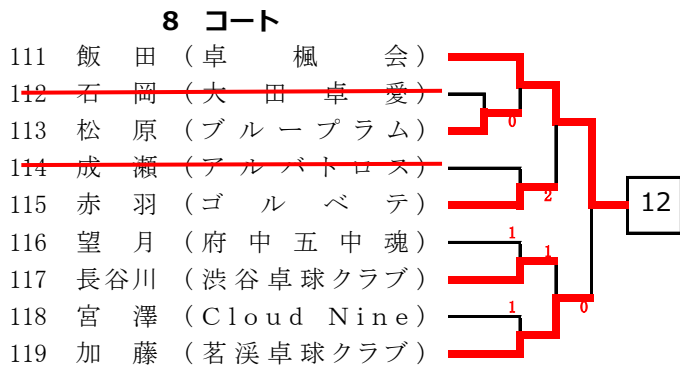 8 コート
111 飯田(卓楓会)
112 石岡(大田卓愛)
113 松原(ブループラム)
114 成瀬(アルバトロス)
115 赤羽(ゴルベテ)
116 望月(府中五中魂)
117 長谷川(渋谷卓球クラブ)
118 宮澤(Cloud Nine)
119 加藤(茗渓卓球クラブ)
0
2
1
1
1
0
12